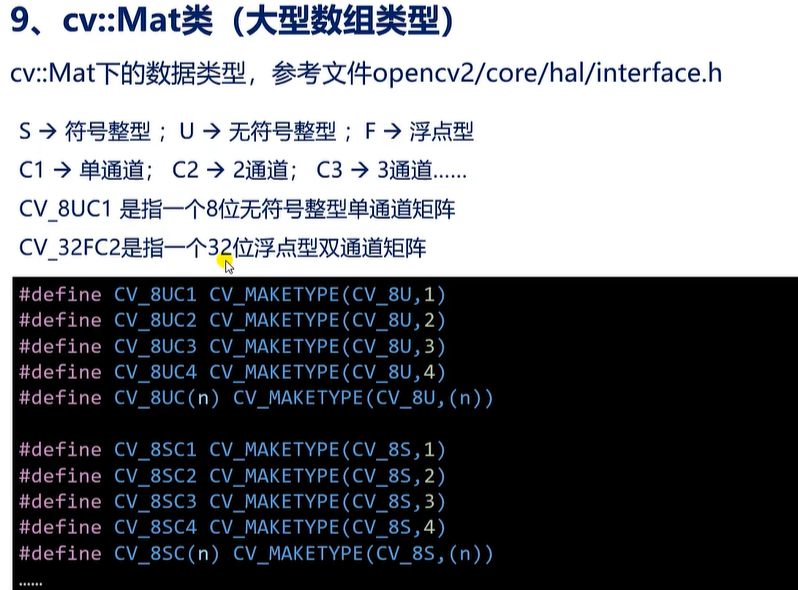 9、cv::Mat类（大型数组类型）
cv::Mat下的数据类型，参考文件opencv2/core/hal/interface.h
S → 符号整型 ；U → 无符号整型 ；F → 浮点型
C1 → 单通道； C2 → 2通道； C3 → 3通道……
CV_8UC1 是指一个8位无符号整型单通道矩阵
CV_32FC2是指一个32位浮点型双通道矩阵
#define CV_8UC1 CV_MAKETYPE(CV_8U,1)
#define CV_8UC2 CV_MAKETYPE(CV_8U,2)
#define CV_8UC3 CV_MAKETYPE(CV_8U,3)
#define CV_8UC4 CV_MAKETYPE(CV_8U,4)
#define CV_8UC(n) CV_MAKETYPE(CV_8U,(n))
#define CV_8SC1 CV_MAKETYPE(CV_8S,1)
#define CV_8SC2 CV_MAKETYPE(CV_8S,2)
#define CV_8SC3 CV_MAKETYPE(CV_8S,3)
#define CV_8SC4 CV_MAKETYPE(CV_8S,4)
#define CV_8SC(n) CV_MAKETYPE(CV_8S,(n))
……